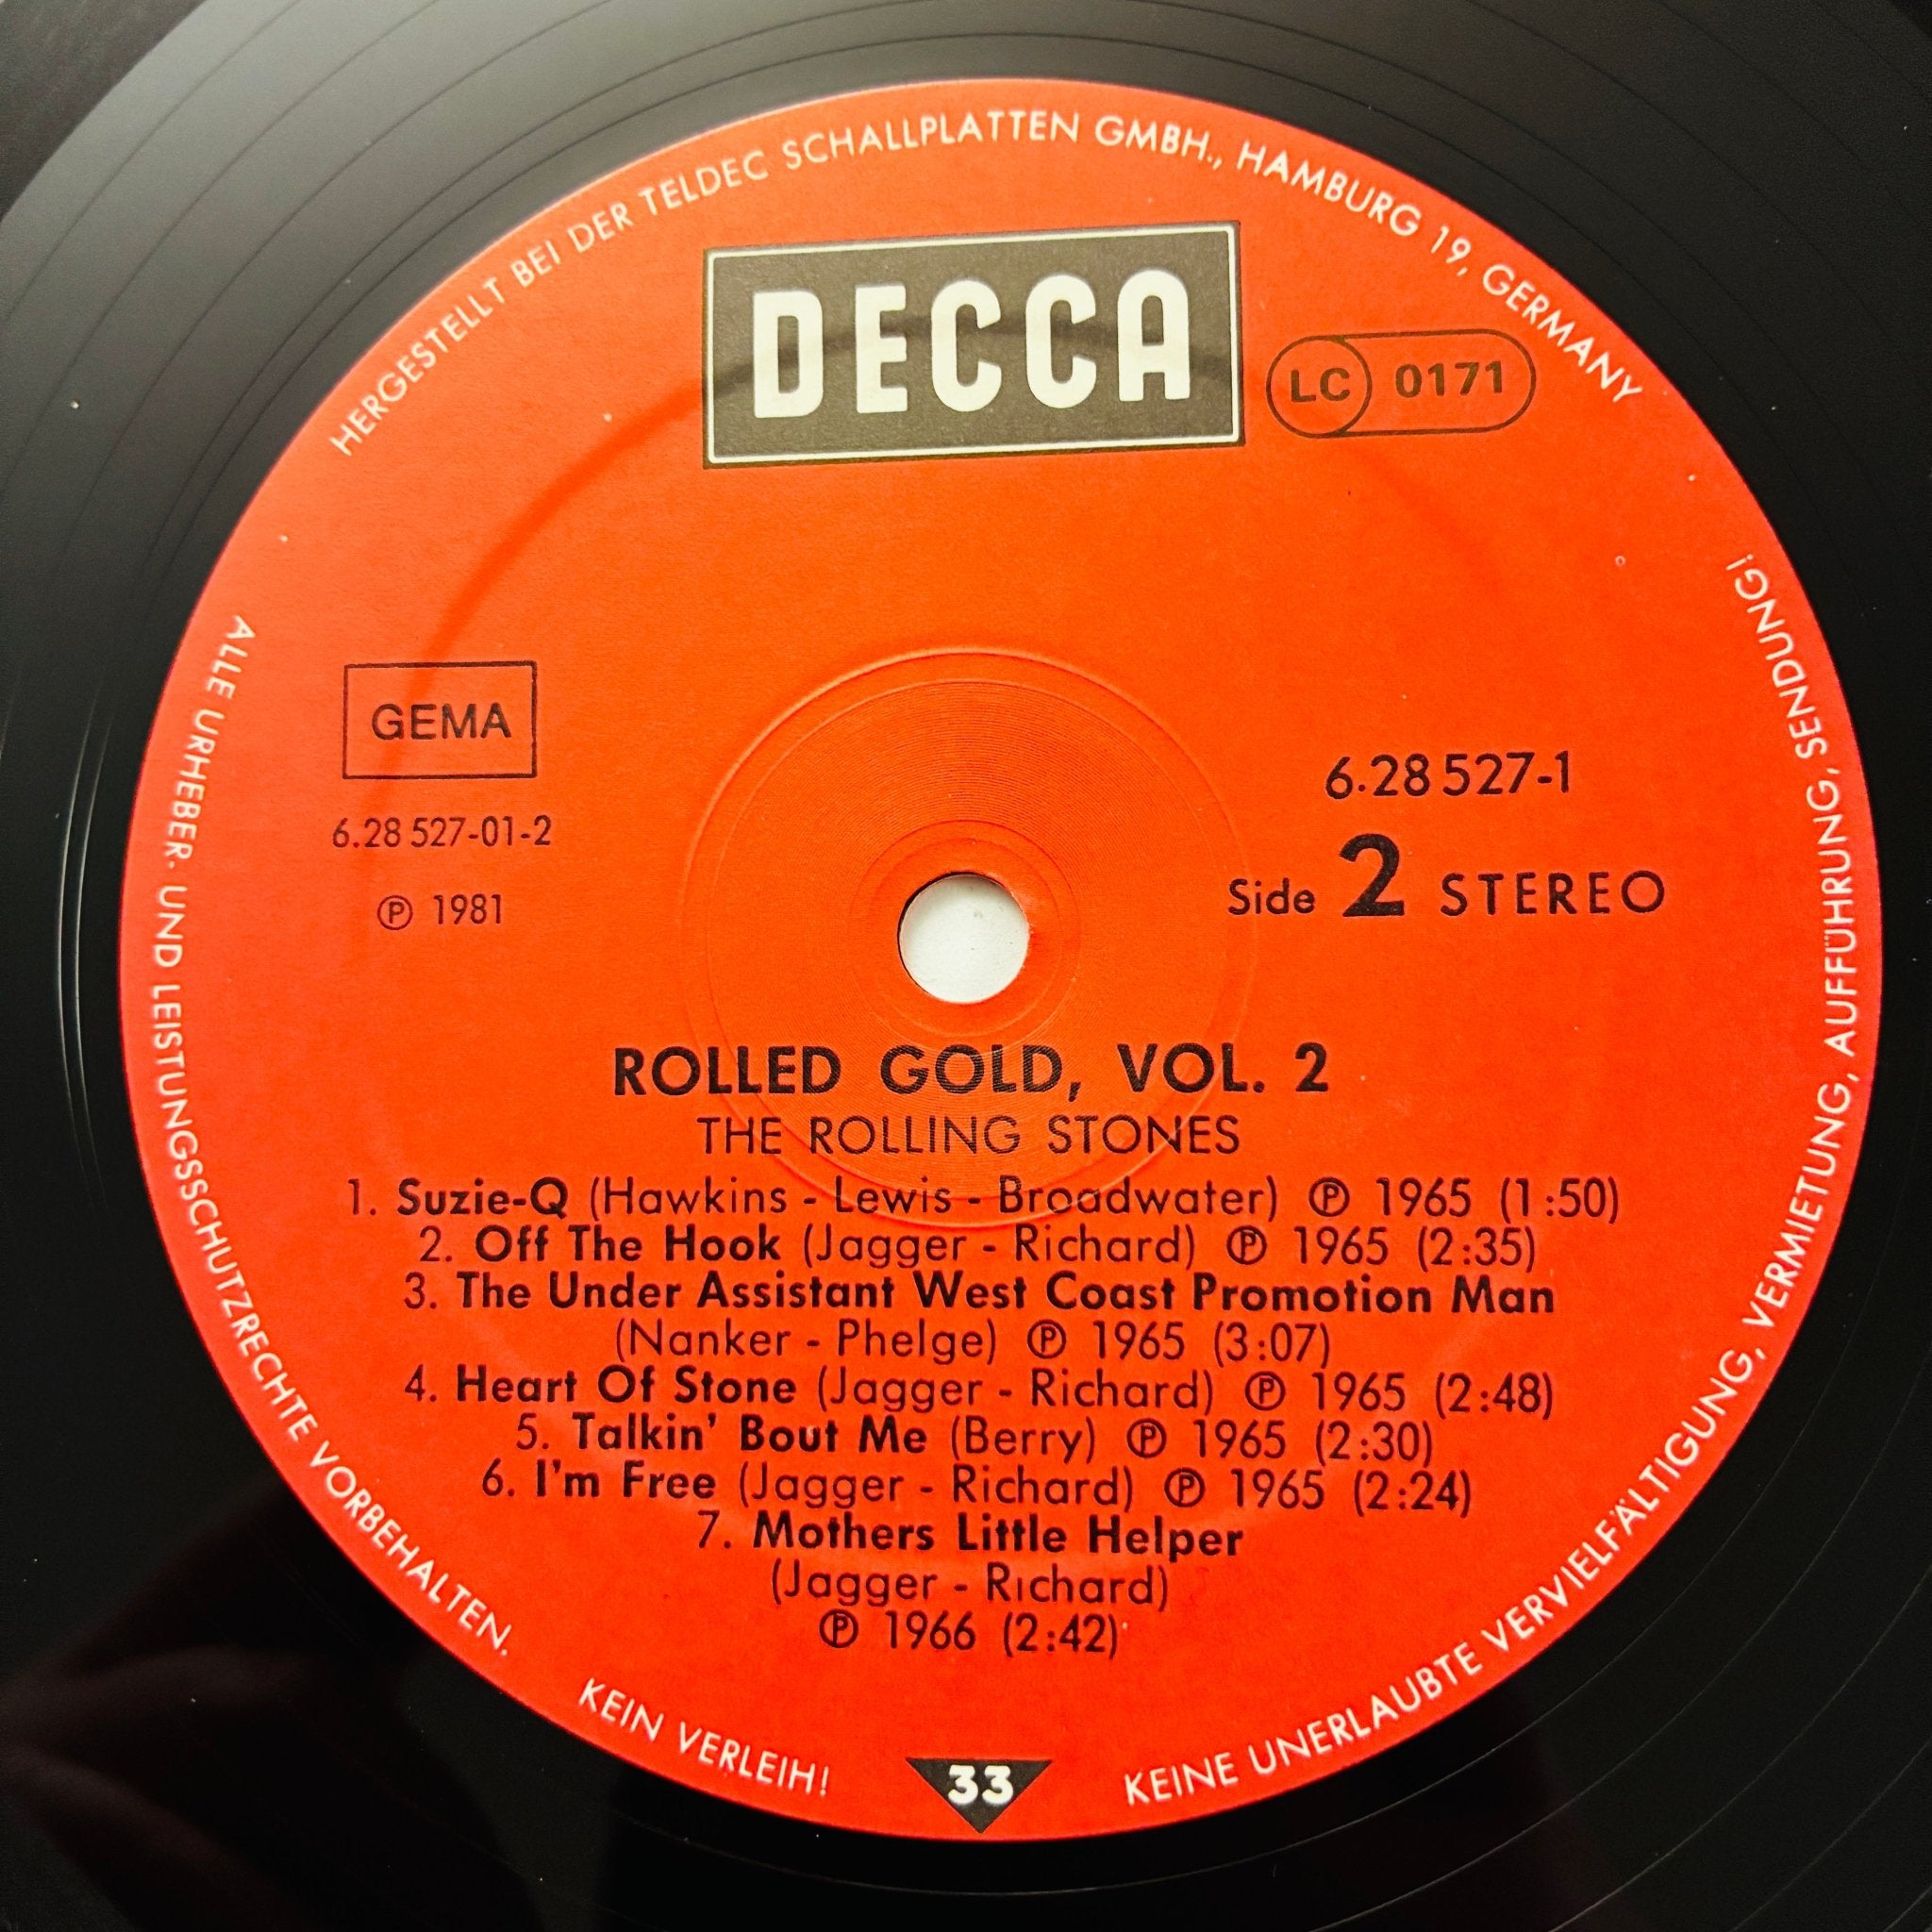 HERGESTELLT BEI DER TELDEC SCHALLPLATTEN GMBH., HAMBURG 19, GERMANY
DECCA
LC 0171
GEMA
6.28 527-01-2
℗ 1981
6.28 527-1
Side 2 STEREO
ROLLED GOLD, VOL. 2
THE ROLLING STONES
1. Suzie-Q (Hawkins - Lewis - Broadwater) ℗ 1965 (1:50)
2. Off The Hook (Jagger - Richard) ℗ 1965 (2:35)
3. The Under Assistant West Coast Promotion Man
(Nanker - Phelge) ℗ 1965 (3:07)
4. Heart Of Stone (Jagger - Richard) ℗ 1965 (2:48)
5. Talkin' Bout Me (Berry) ℗ 1965 (2:30)
6. I'm Free (Jagger - Richard) ℗ 1965 (2:24)
7. Mothers Little Helper
(Jagger - Richard)
℗ 1966 (2:42)
33
ALLE URHEBER- UND LEISTUNGSSCHUTZRECHTE VORBEHALTEN.
KEIN VERLEIH!
KEINE UNERLAUBTE VERVIELFÄLTIGUNG, VERMIETUNG, AUFFÜHRUNG, SENDUNG!